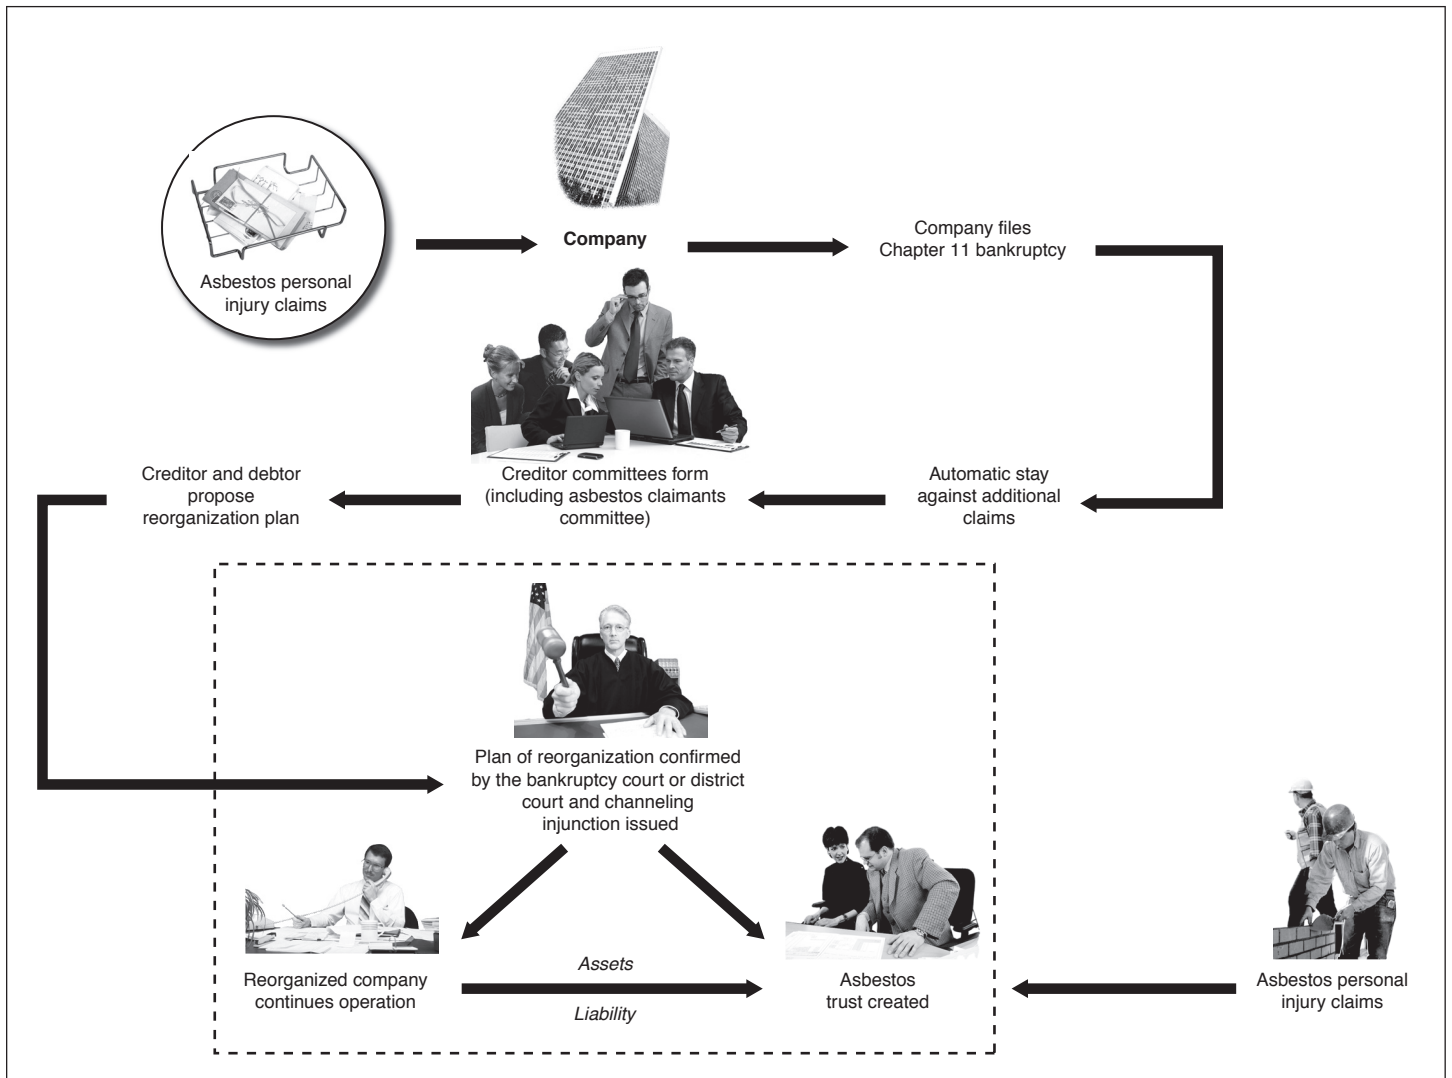 Asbestos personal
injury claims
Company
Company files
Chapter 11 bankruptcy
Automatic stay
against additional
claims
Creditor committees form
(including asbestos claimants
committee)
Creditor and debtor
propose
reorganization plan
Plan of reorganization confirmed
by the bankruptcy court or district
court and channeling
injunction issued
Reorganized company
continues operation
Assets
Liability
Asbestos
trust created
Asbestos personal
injury claims